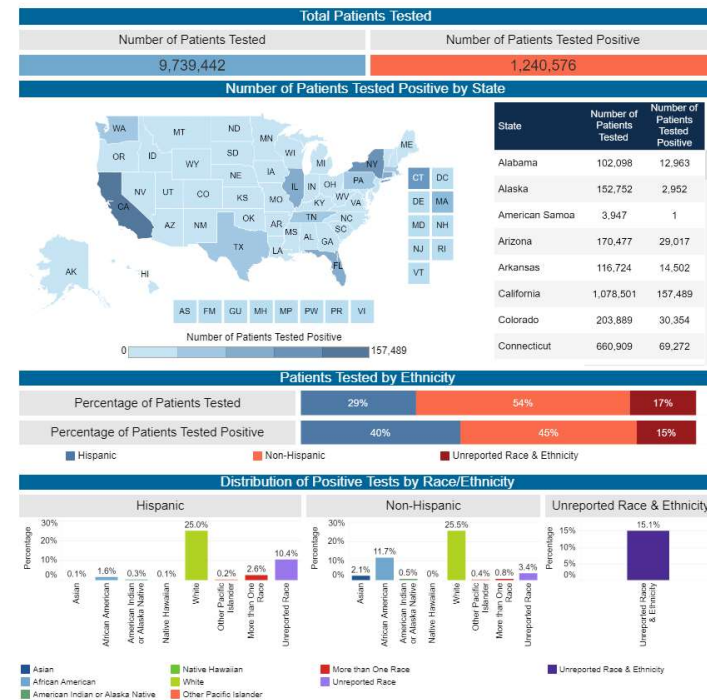 Total Patients Tested
Number of Patients Tested
Number of Patients Tested Positive
9,739,442
1,240,576
Number of Patients Tested Positive by State
WA
MT
ND
MN
ME
OR
ID
SD
WI
MI
NY
WY
NE
IA
PA
CT
DC
NV
UT
CO
IL
IN
OH
WV
VA
DE
MA
CA
KS
MO
KY
AZ
NM
OK
AR
TN
NC
SC
MD
NH
TX
LA
MS
AL
GA
NJ
RI
AK
HI
FL
VT
AS FM GU MH MP PW PR VI
Number of Patients Tested Positive
0
157,489
State
Number of Patients Tested
Number of Patients Tested Positive
Alabama 102,098 12,963
Alaska 152,752 2,952
American Samoa 3,947 1
Arizona 170,477 29,017
Arkansas 116,724 14,502
California 1,078,501 157,489
Colorado 203,889 30,354
Connecticut 660,909 69,272
Patients Tested by Ethnicity
Percentage of Patients Tested 29% 54% 17%
Percentage of Patients Tested Positive 40% 45% 15%
Hispanic
Non-Hispanic
Unreported Race & Ethnicity
Distribution of Positive Tests by Race/Ethnicity
Hispanic
Percentage
30%
20%
10%
0%
0.1%
1.6%
0.3%
0.1%
25.0%
0.2%
2.6%
10.4%
Asian
African American
American Indian or Alaska Native
Native Hawaiian
White
Other Pacific Islander
More than One Race
Unreported Race
Non-Hispanic
Percentage
30%
20%
10%
0%
2.1%
11.7%
0.5%
0%
25.5%
0.4%
0.8%
3.4%
Asian
African American
American Indian or Alaska Native
Native Hawaiian
White
Other Pacific Islander
More than One Race
Unreported Race
Unreported Race & Ethnicity
Percentage
15%
10%
5%
0%
15.1%
Unreported Race & Ethnicity
Asian
African American
American Indian or Alaska Native
Native Hawaiian
White
Other Pacific Islander
More than One Race
Unreported Race
Unreported Race & Ethnicity